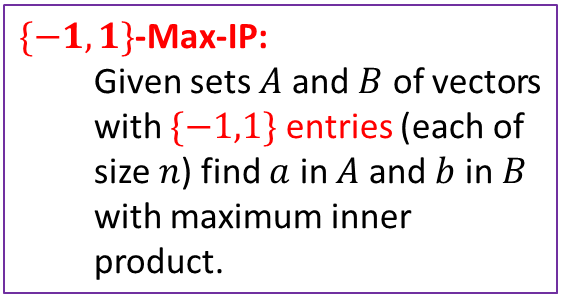 {−1, 1}-Max-IP:
Given sets A and B of vectors
with {−1,1} entries (each of
size n) find a in A and b in B
with maximum inner
product.